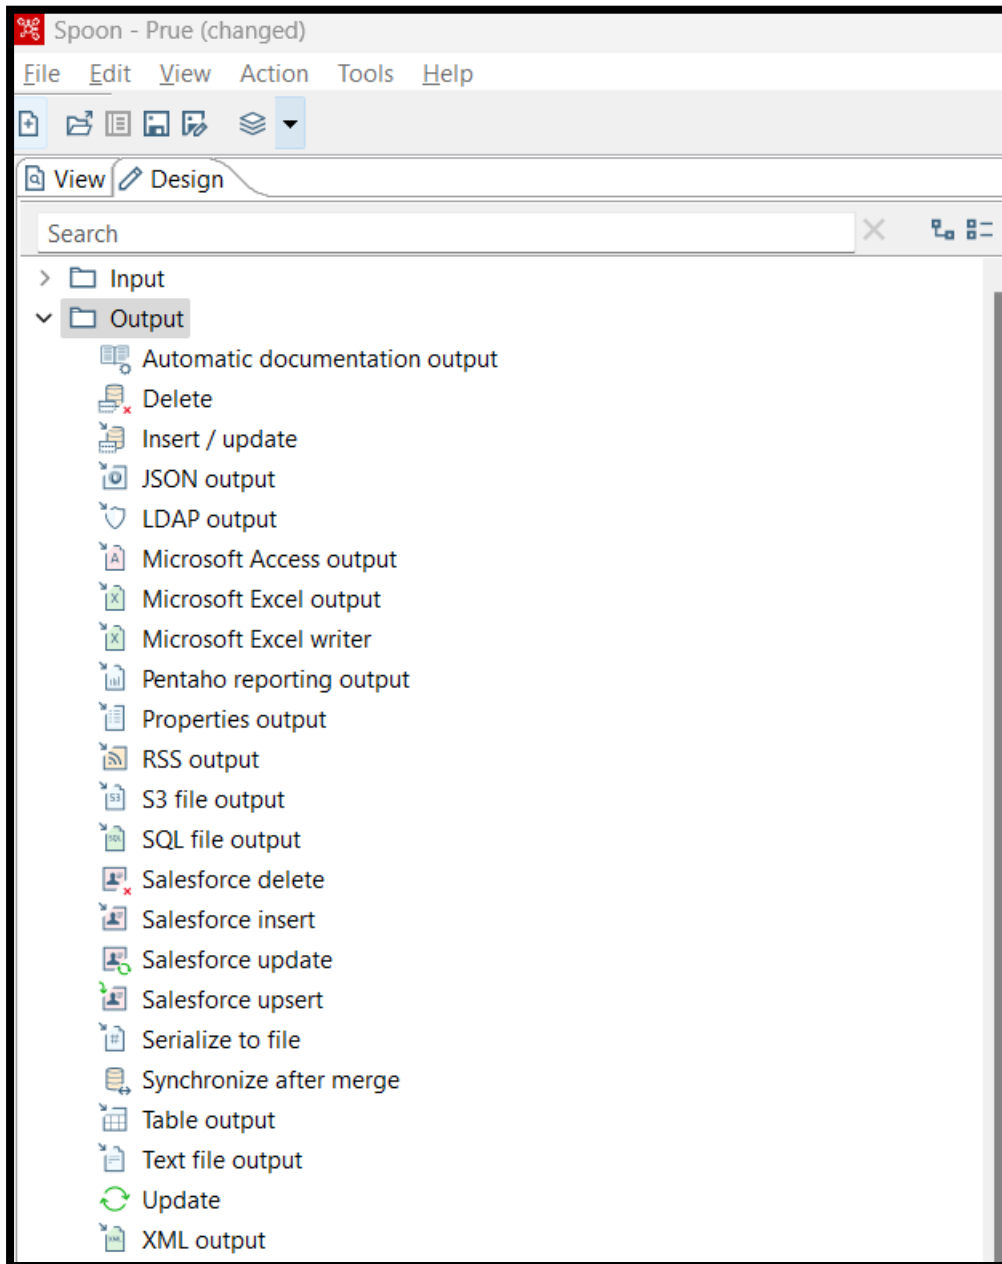 Spoon - Prue (changed)
File Edit View Action Tools Help
View Design
Search
Input
Output
Automatic documentation output
Delete
Insert / update
JSON output
LDAP output
Microsoft Access output
Microsoft Excel output
Microsoft Excel writer
Pentaho reporting output
Properties output
RSS output
S3 file output
SQL file output
Salesforce delete
Salesforce insert
Salesforce update
Salesforce upsert
Serialize to file
Synchronize after merge
Table output
Text file output
Update
XML output